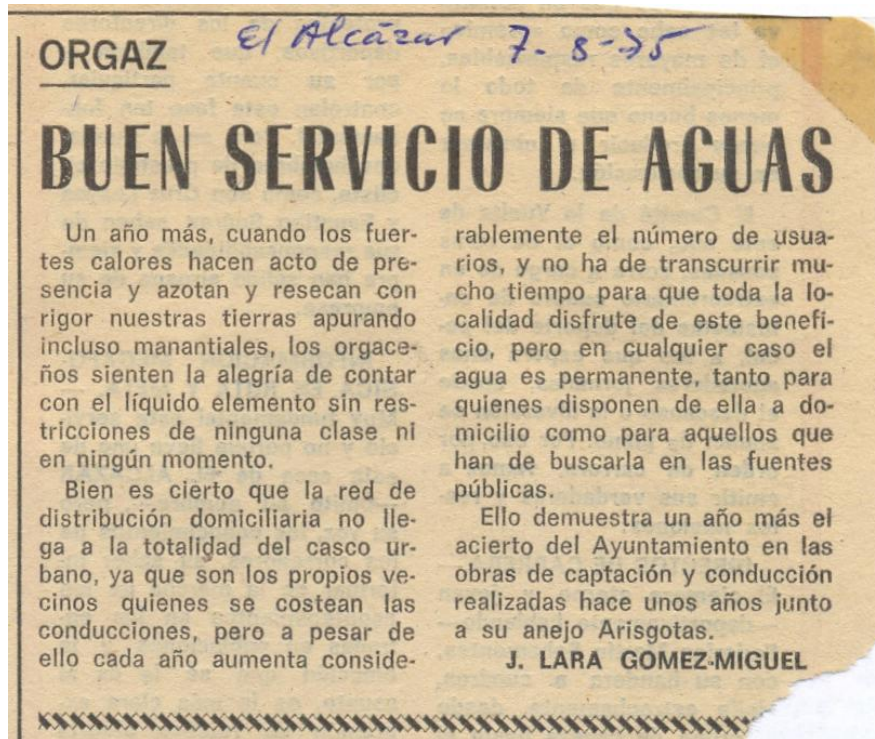 ORGAZ
El Alcázar 7-8-75
BUEN SERVICIO DE AGUAS
Un año más, cuando los fuer-
tes calores hacen acto de pre-
sencia y azotan y resecan con
rigor nuestras tierras apurando
incluso manantiales, los orgace-
ños sienten la alegría de contar
con el líquido elemento sin res-
tricciones de ninguna clase ni
en ningún momento.
Bien es cierto que la red de
distribución domiciliaria no lle-
ga a la totalidad del casco ur-
bano, ya que son los propios ve-
cinos quienes se costean las
conducciones, pero a pesar de
ello cada año aumenta conside-
rablemente el número de usua-
rios, y no ha de transcurrir mu-
cho tiempo para que toda la lo-
calidad disfrute de este benefi-
cio, pero en cualquier caso el
agua es permanente, tanto para
quienes disponen de ella a do-
micilio como para aquellos que
han de buscarla en las fuentes
públicas.
Ello demuestra un año más el
acierto del Ayuntamiento en las
obras de captación y conducción
realizadas hace unos años junto
a su anejo Arisgotas.
J. LARA GOMEZ-MIGUEL